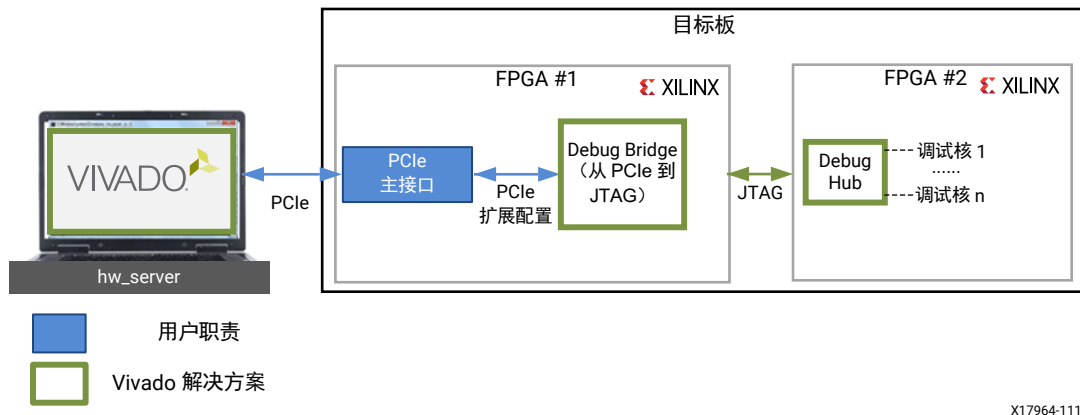 目标板
FPGA #1
XILINX
FPGA #2
XILINX
VIVADO.
PCIe
PCIe
主接口
PCIe
扩展配置
Debug Bridge
（从 PCIe 到
JTAG）
JTAG
Debug
Hub
调试核 1
......
调试核 n
hw_server
用户职责
Vivado 解决方案
X17964-111